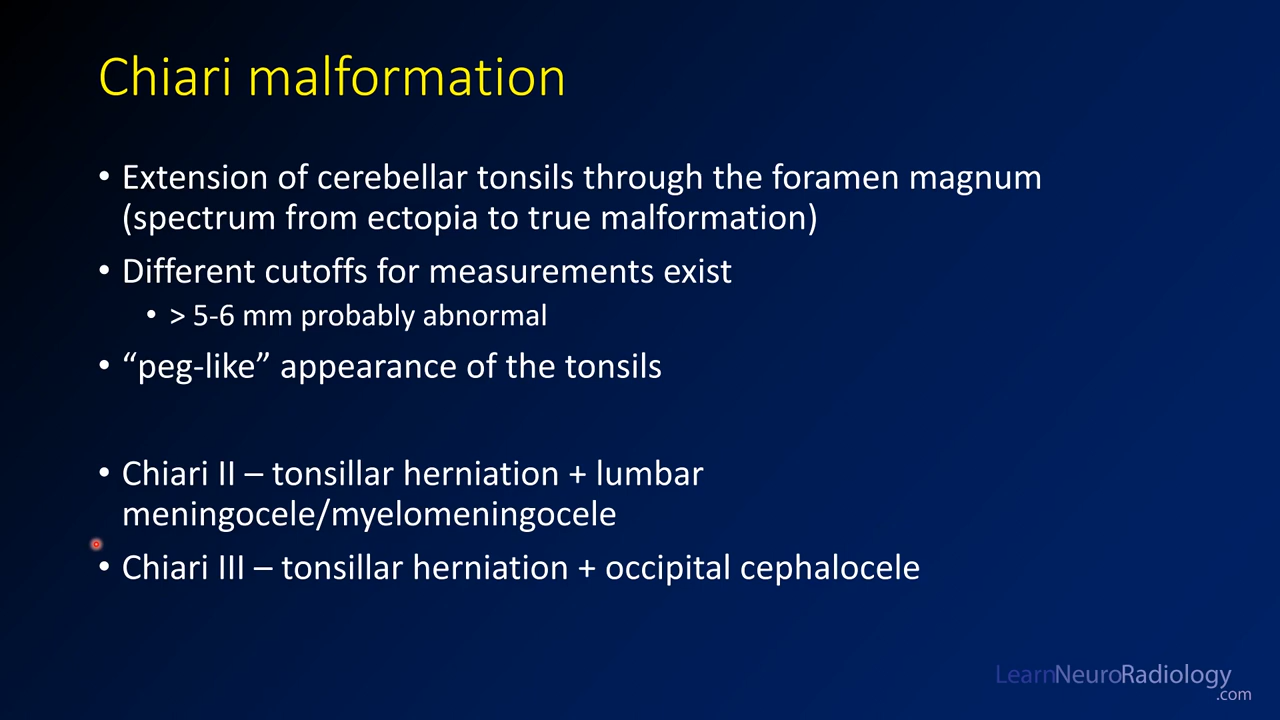 Chiari malformation
• Extension of cerebellar tonsils through the foramen magnum
(spectrum from ectopia to true malformation)
• Different cutoffs for measurements exist
• > 5-6 mm probably abnormal
• “peg-like” appearance of the tonsils
• Chiari II – tonsillar herniation + lumbar
meningocele/myelomeningocele
• Chiari III – tonsillar herniation + occipital cephalocele
LearnNeuroRadiology
.com